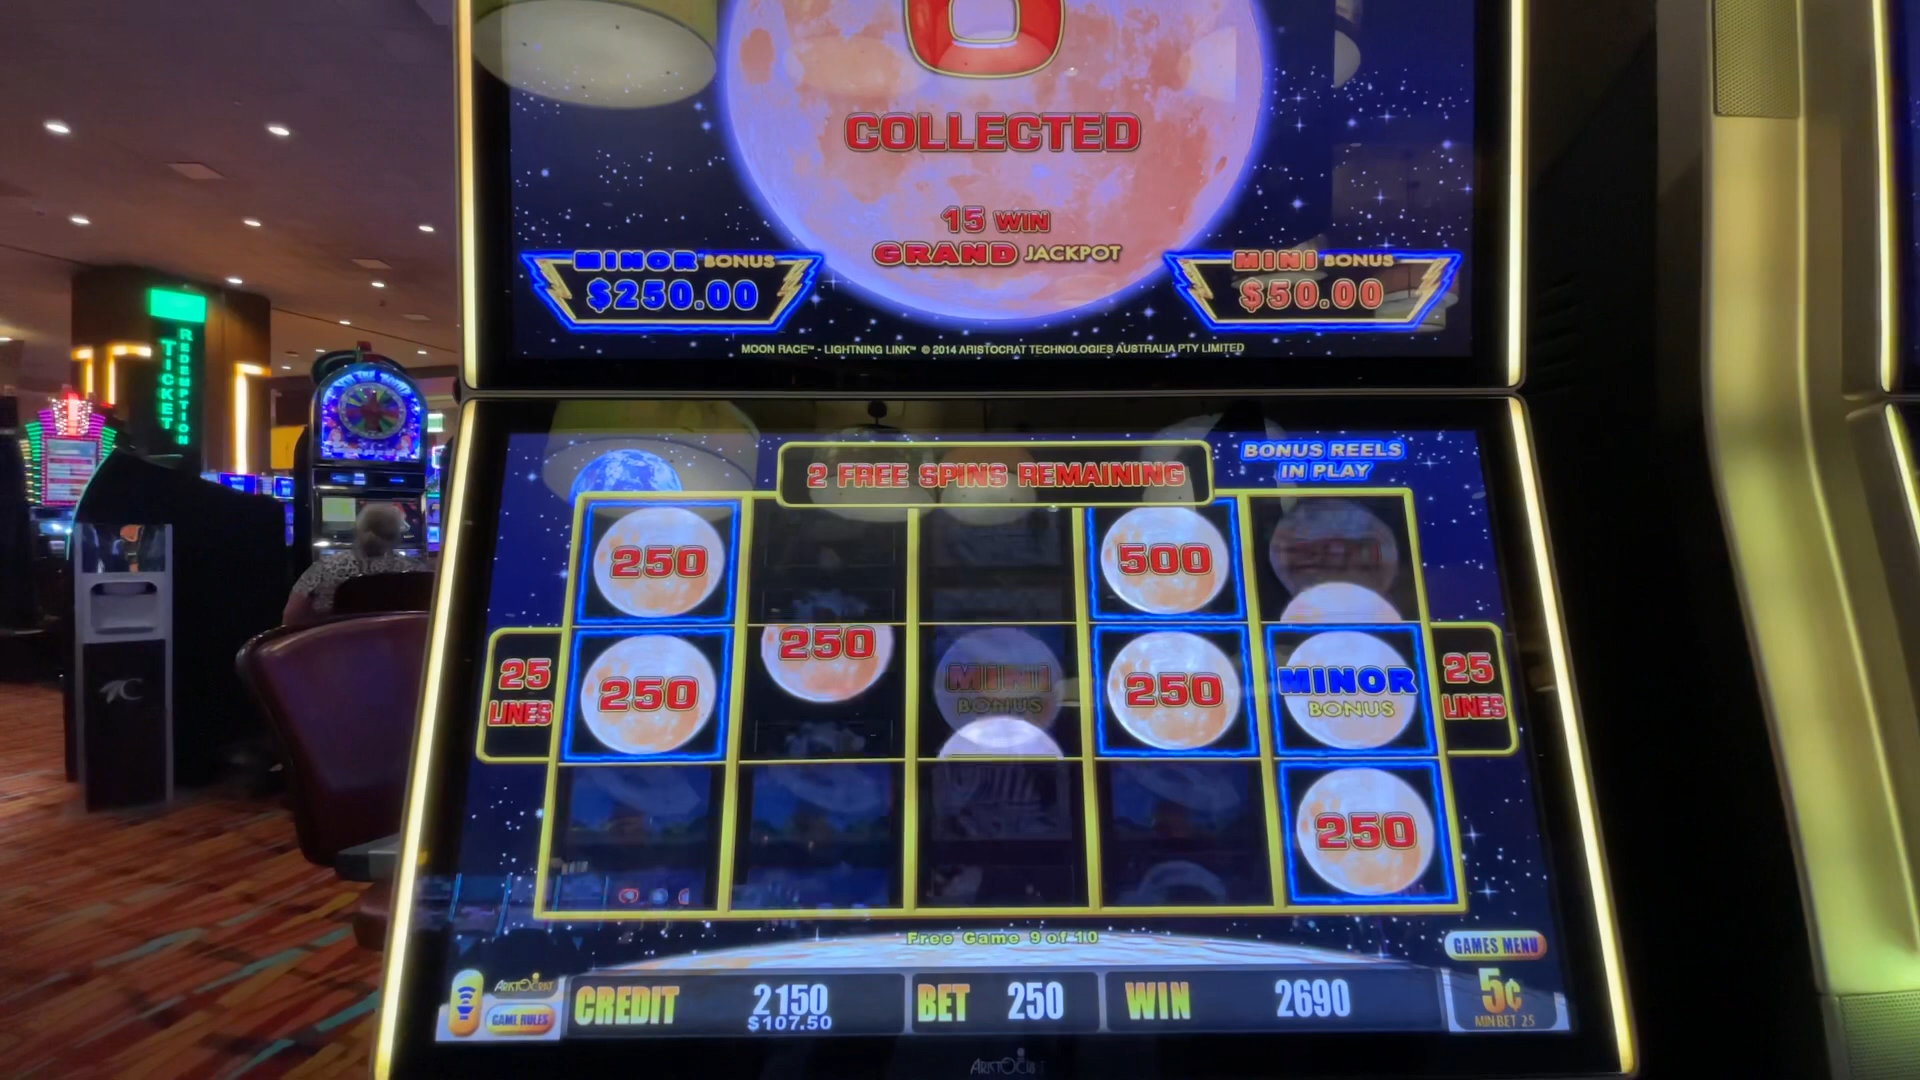 6
COLLECTED
15 WIN
GRAND JACKPOT
MINOR BONUS
$250.00
MINI BONUS
$50.00
MOON RACE™ - LIGHTNING LINK™ © 2014 ARISTOCRAT TECHNOLOGIES AUSTRALIA PTY LIMITED
TICKET
REDEMPTION
2 FREE SPINS REMAINING
BONUS REELS
IN PLAY
250
500
250
250
MINI
BONUS
250
MINOR
BONUS
25
LINES
25
LINES
250
Free Game 9 of 10
GAMES MENU
ARISTOCRAT
GAME RULES
CREDIT
2150
$107.50
BET
250
WIN
2690
5¢
MIN BET 25
ARISTOCRAT